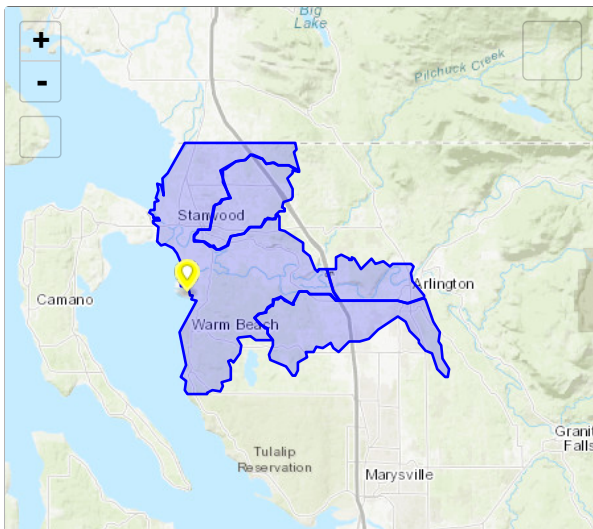 Big
Lake
+
-
Pilchuck Creek
Stanwood
Arlington
Camano
Warm Beach
Granit
Falls
Tulalip
Reservation
Marysville